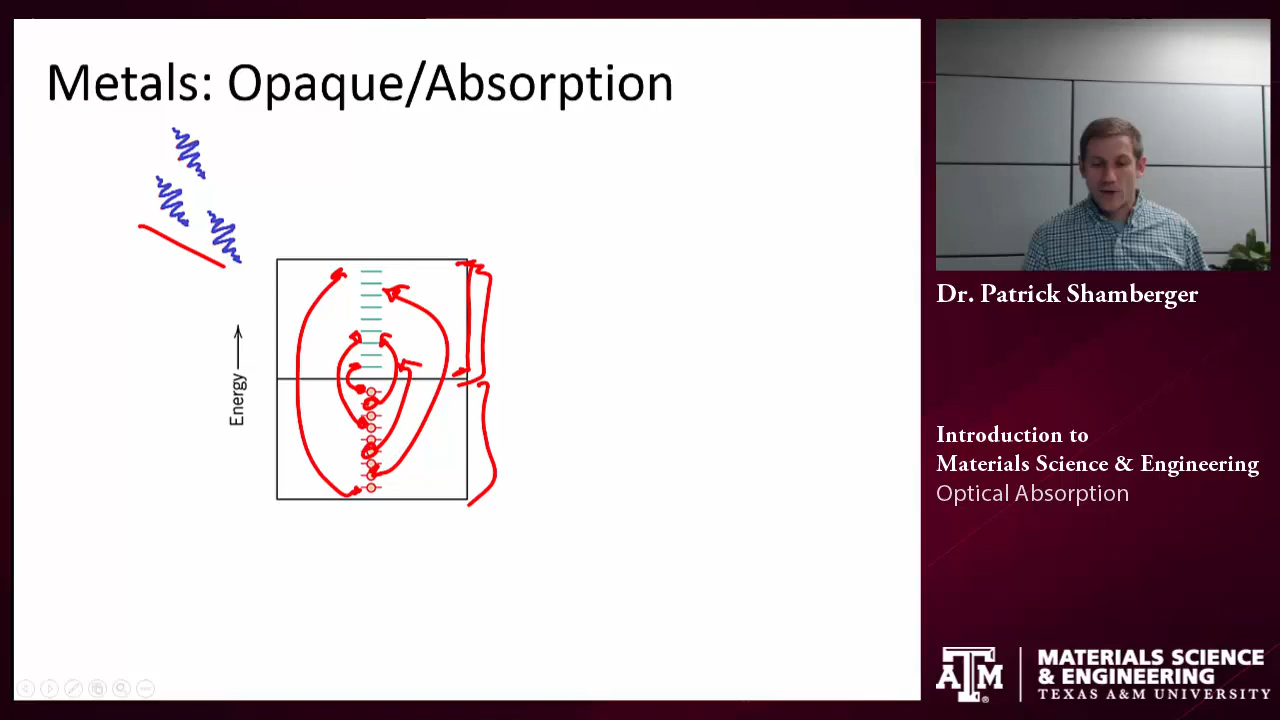 Metals: Opaque/Absorption
Energy
Dr. Patrick Shamberger
Introduction to
Materials Science & Engineering
Optical Absorption
ATM
MATERIALS SCIENCE
& ENGINEERING
TEXAS A&M UNIVERSITY